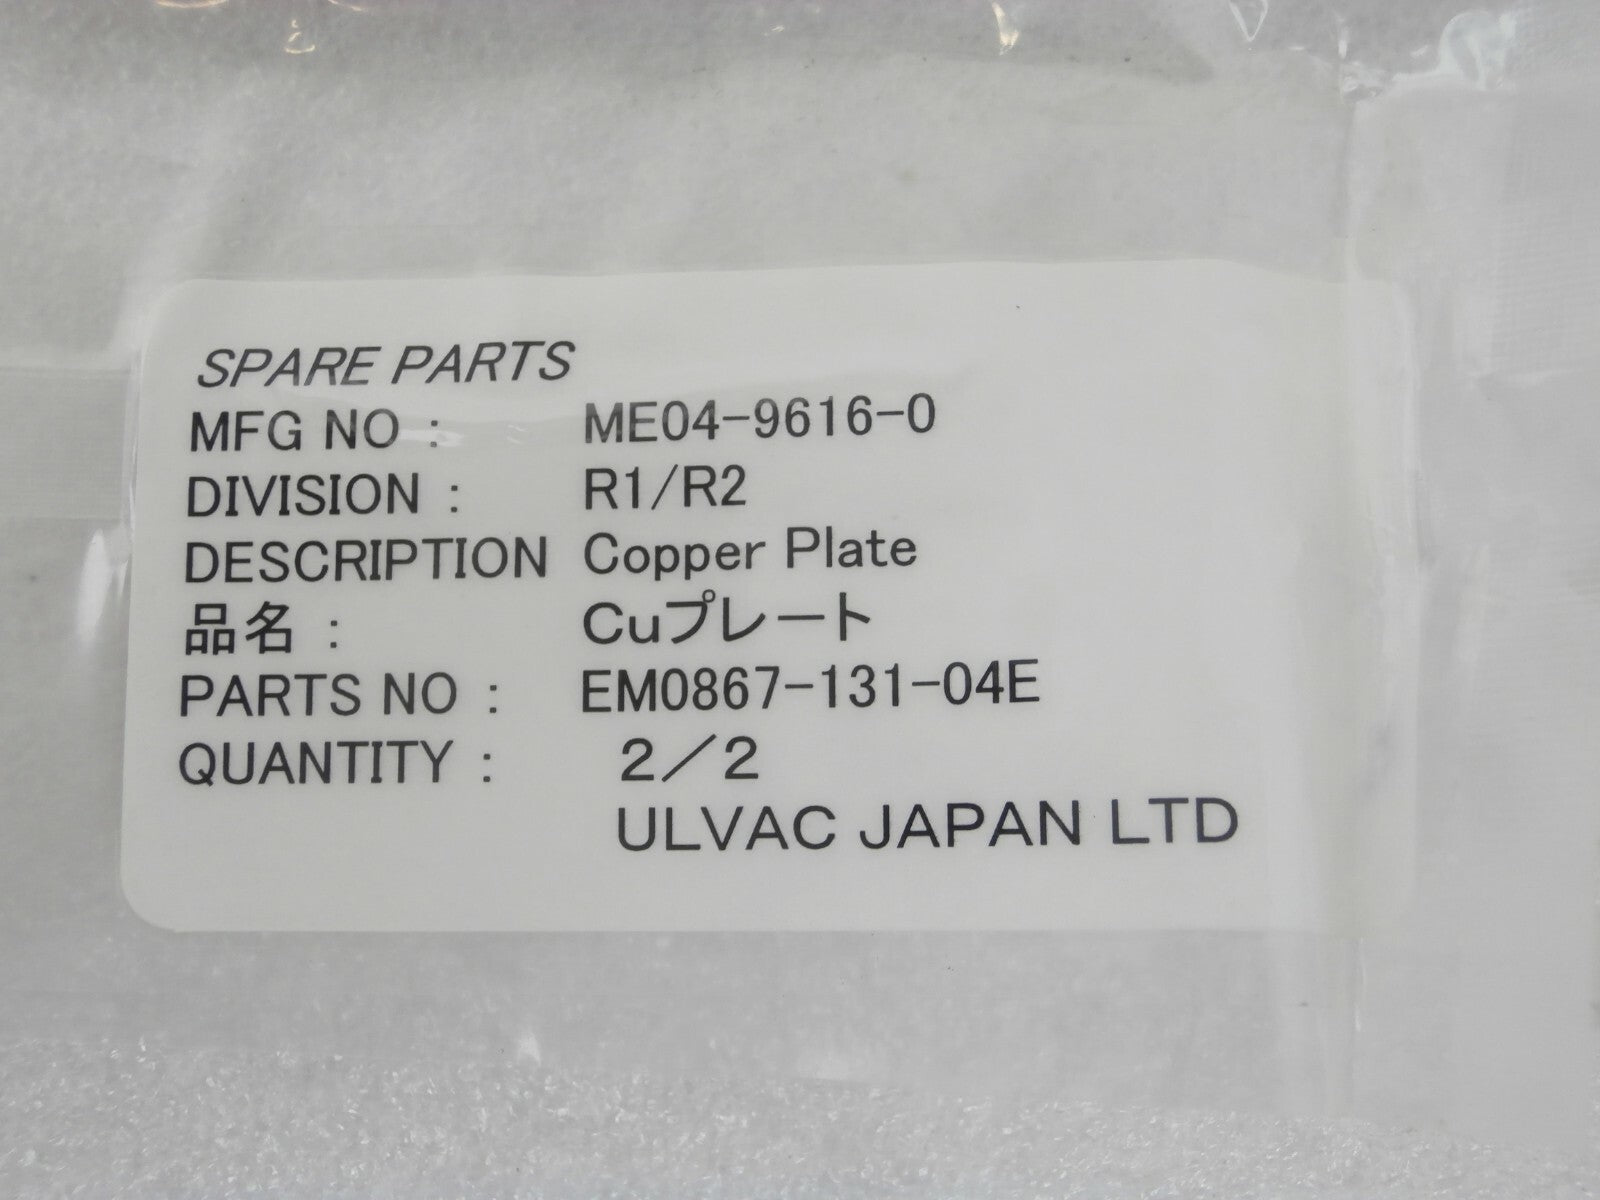 SPARE PARTS
MFG NO : ME04-9616-0
DIVISION : R1/R2
DESCRIPTION Copper Plate
品名 : Cuプレート
PARTS NO : EM0867-131-04E
QUANTITY : 2／2
ULVAC JAPAN LTD